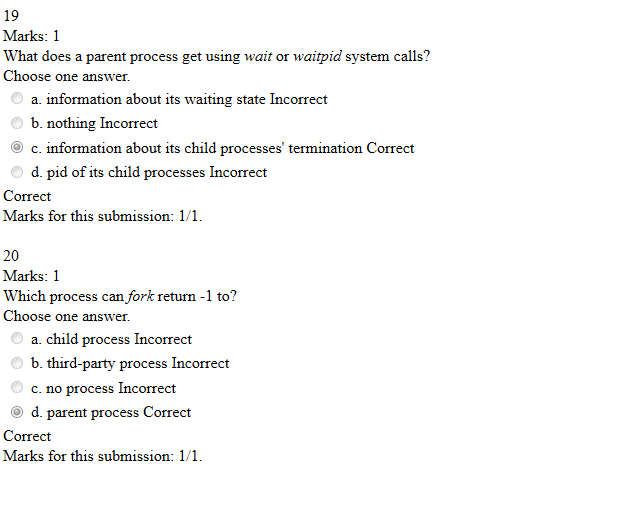 19
Marks: 1
What does a parent process get using wait or waitpid system calls?
Choose one answer.
a. information about its waiting state Incorrect
b. nothing Incorrect
c. information about its child processes' termination Correct
d. pid of its child processes Incorrect
Correct
Marks for this submission: 1/1.
20
Marks: 1
Which process can fork return -1 to?
Choose one answer.
a. child process Incorrect
b. third-party process Incorrect
c. no process Incorrect
d. parent process Correct
Correct
Marks for this submission: 1/1.